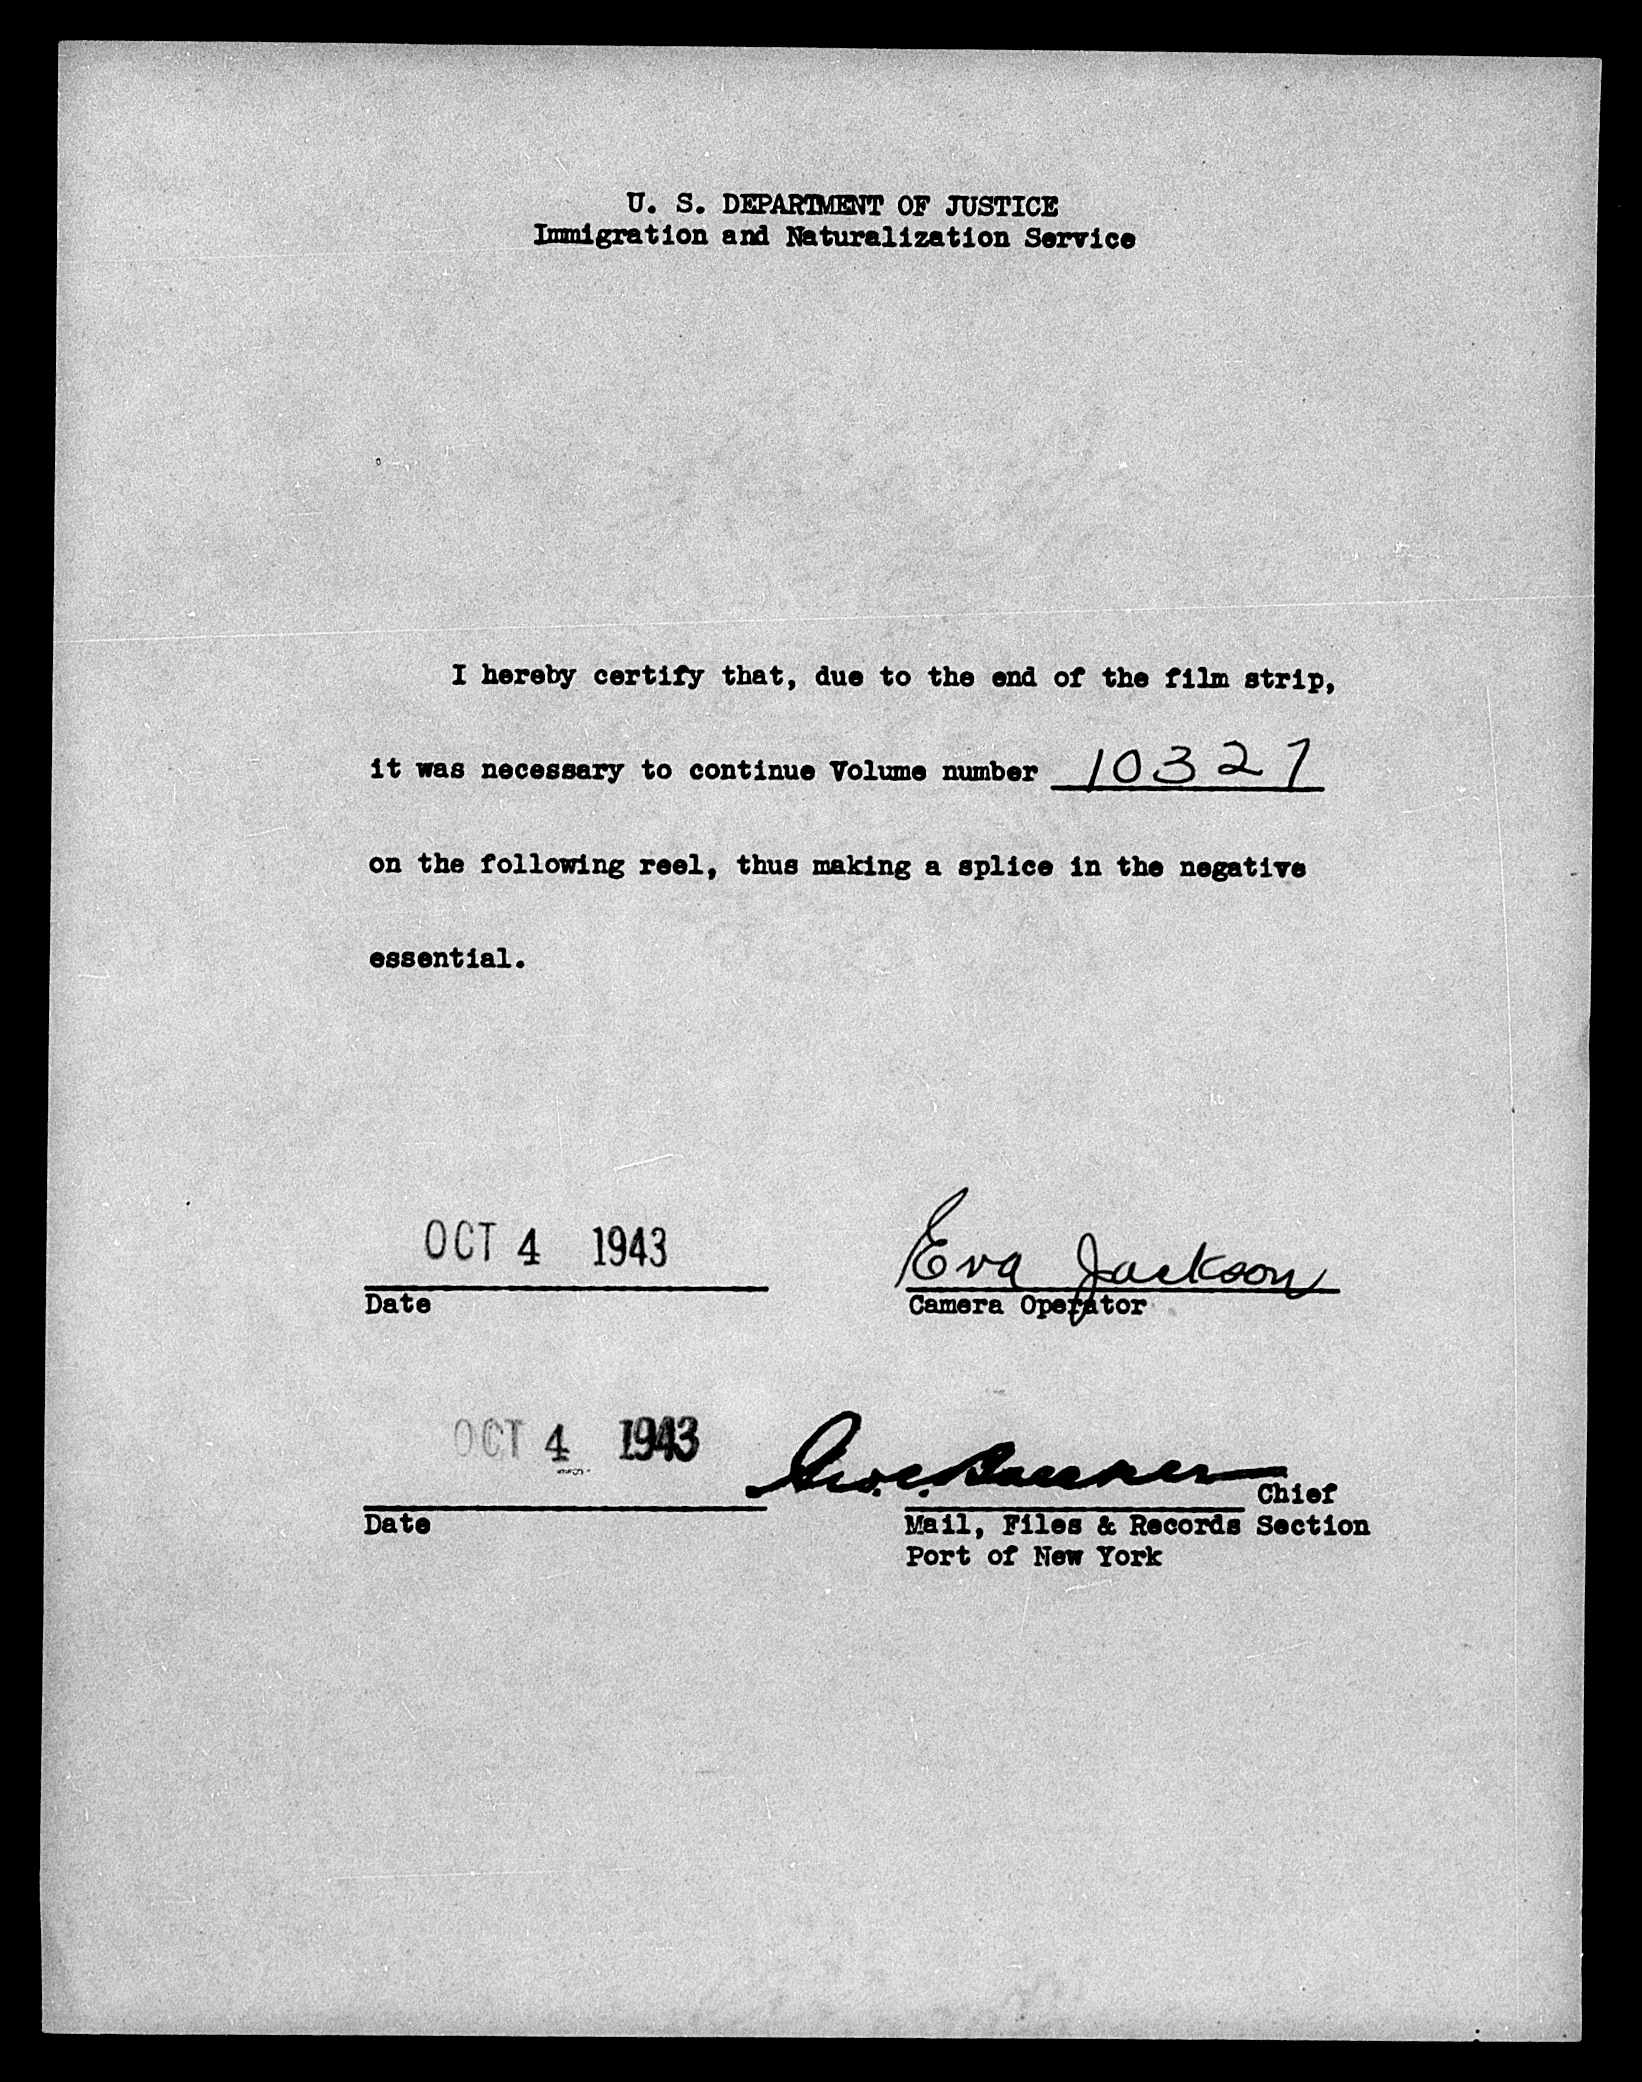 U. S. DEPARTMENT OF JUSTICE
Immigration and Naturalization Service
I hereby certify that, due to the end of the film strip,
it was necessary to continue Volume number 10327
on the following reel, thus making a splice in the negative
essential.
OCT 4 1943
Eva Jackson
Date
Camera Operator
OCT 4 1943
Chief
Date
Mail, Files & Records Section
Port of New York